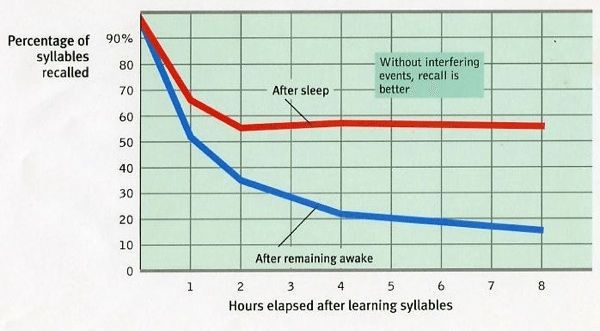 Percentage of
syllables
recalled
90%
80
70
60
50
40
30
20
10
0
Without interfering
events, recall is
better
After sleep
After remaining awake
1 2 3 4 5 6 7 8
Hours elapsed after learning syllables